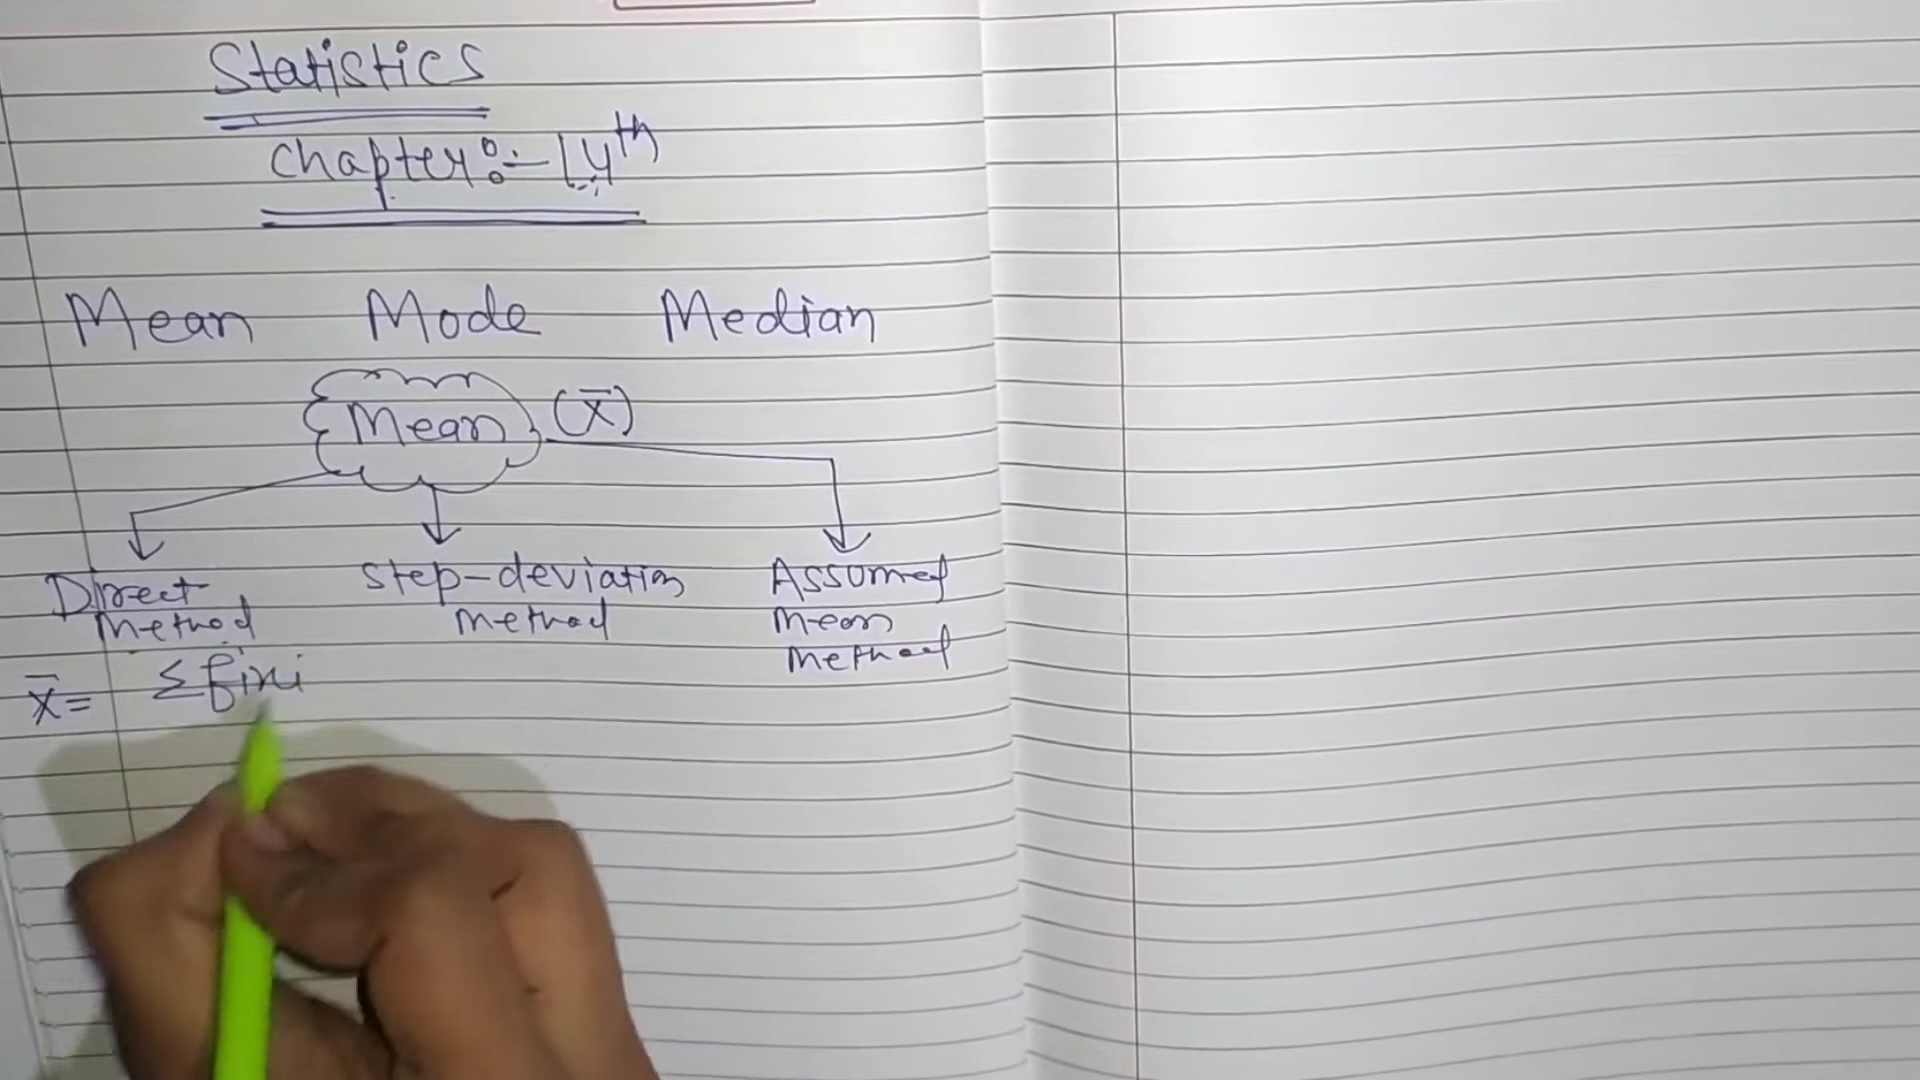 Statistics
Chapter :- 14th
Mean Mode Median
Mean (x̄)
Direct Method
Step-deviation Method
Assumed Mean Method
x̄ = Σfixi